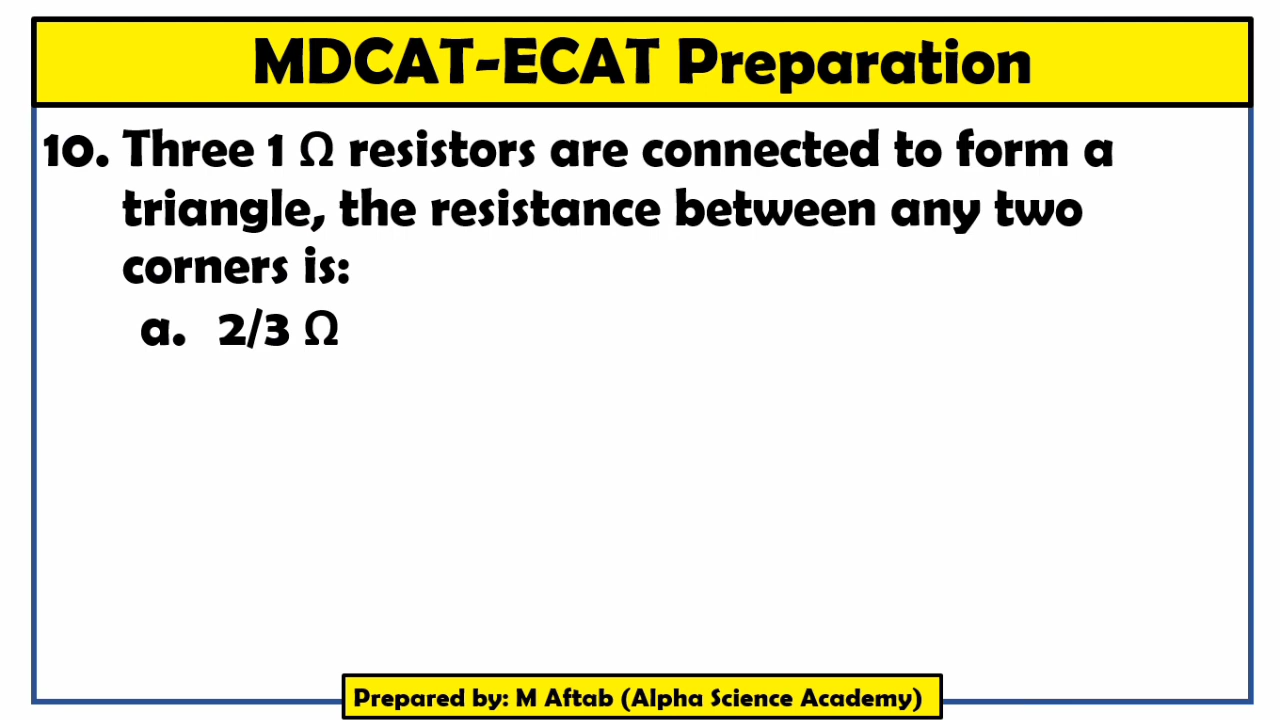 MDCAT-ECAT Preparation
10. Three 1 Ω resistors are connected to form a
triangle, the resistance between any two
corners is:
a. 2/3 Ω
Prepared by: M Aftab (Alpha Science Academy)